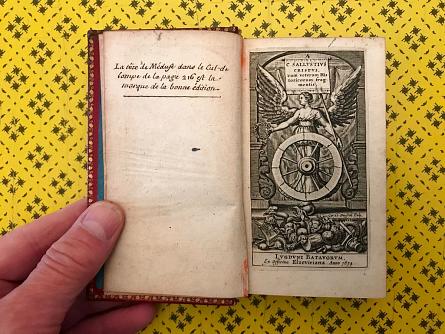 La tête de Méduse dans le Cul-de
lampe de la page 216 est la
marque de la bonne édition.
C. SALLUSTIUS
CRISPUS,
cum veterum His
toricorum frag
mentis.
LUGDUNI BATAVORUM,
Ex Officina Elzeviriana. Anno 1634